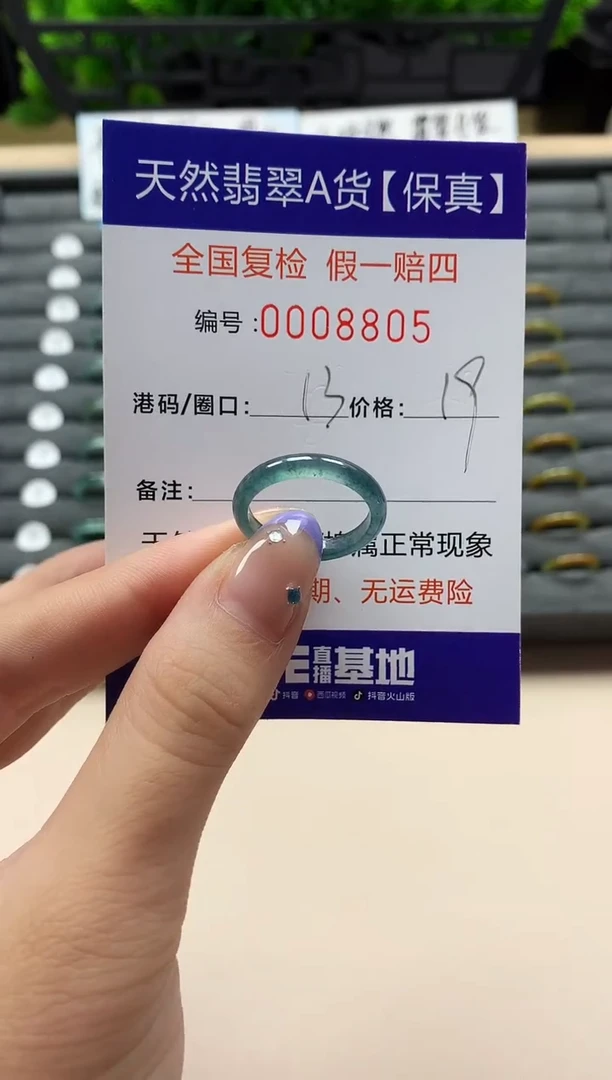 天然翡翠A货【保真】
全国复检 假一赔四
编号:0008805
港码/圈口: 13 价格: 19
备注:
属正常现象
期、无运费险
直播基地
抖音 西瓜视频 抖音火山版